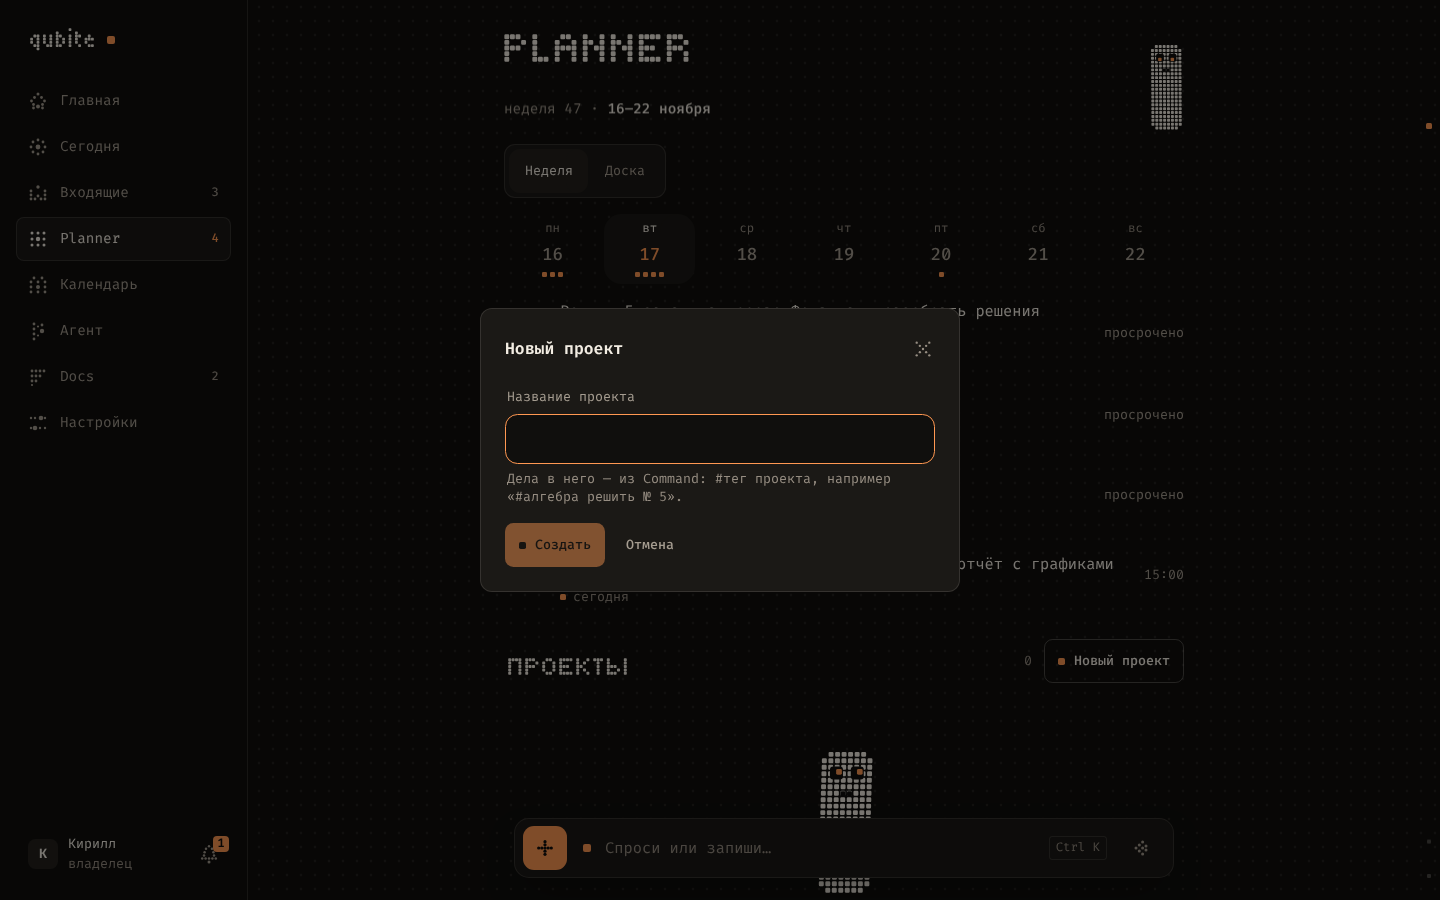 qubite
Главная
Сегодня
Входящие 3
Planner 4
Календарь
Агент
Docs 2
Настройки
Кирилл
владелец
К
1
PLANNER
неделя 47 · 16–22 ноября
Неделя Доска
пн вт ср чт пт сб вс
16 17 18 19 20 21 22
решения
просрочено
просрочено
просрочено
Новый проект
Название проекта
Дела в него — из Command: #тег проекта, например
«#алгебра решить № 5».
Создать Отмена
отчёт с графиками
15:00
сегодня
ПРОЕКТЫ
0 Новый проект
Спроси или запиши… Ctrl K